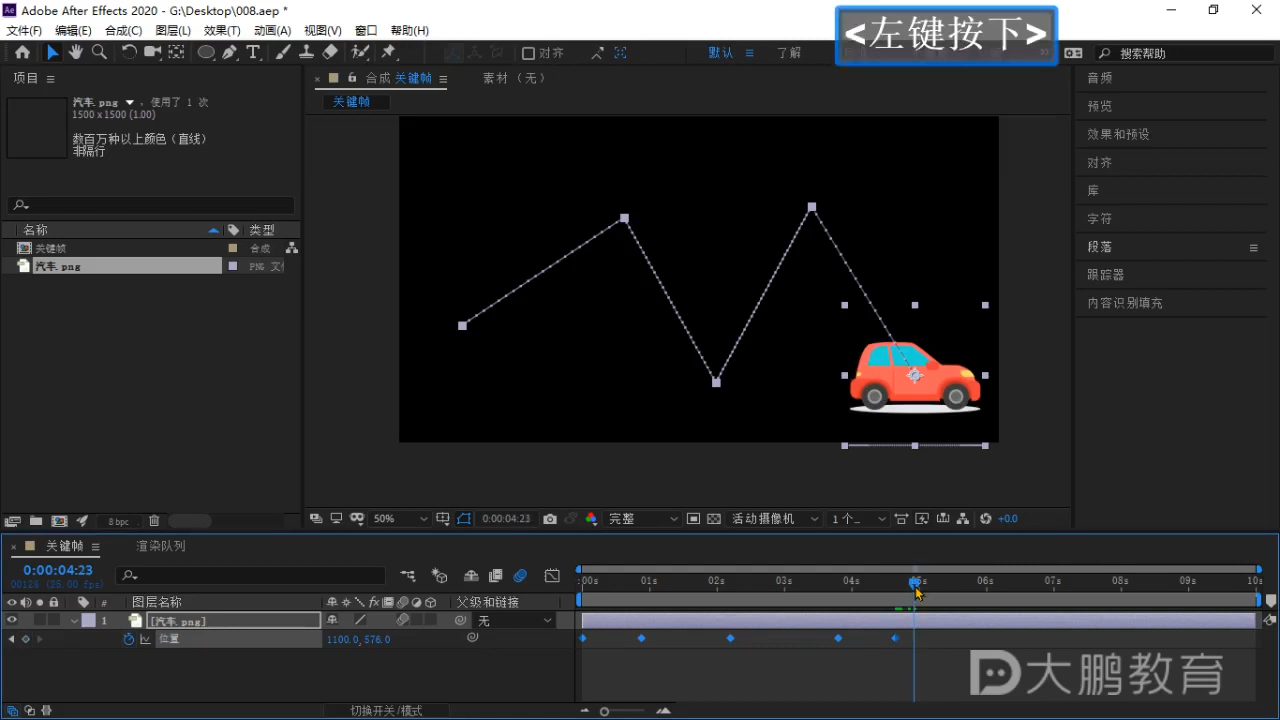 Adobe After Effects 2020 - G:\Desktop\008.aep *
<左键按下>
文件(F) 编辑(E) 合成(C) 图层(L) 效果(T) 动画(A) 视图(V) 窗口 帮助(H)
对齐 默认 了解 搜索帮助
项目
合成 关键帧 素材 (无)
关键帧
汽车.png , 使用了 1 次
1500 x 1500 (1.00)
数百万种以上颜色 (直线)
非隔行
名称 类型
关键帧 合成
汽车.png PNG 文
8 bpc
50% 0:00:04:23 完整 活动摄像机 1 个... +0.0
音频
预览
效果和预设
对齐
库
字符
段落
跟踪器
内容识别填充
关键帧 渲染队列
0:00:04:23
00123 (25.00 fps)
:00s 01s 02s 03s 04s 05s 06s 07s 08s 09s 10s
# 图层名称 父级和链接
1 [汽车.png] 无
位置 1100.0, 576.0
切换开关/模式
大鹏教育